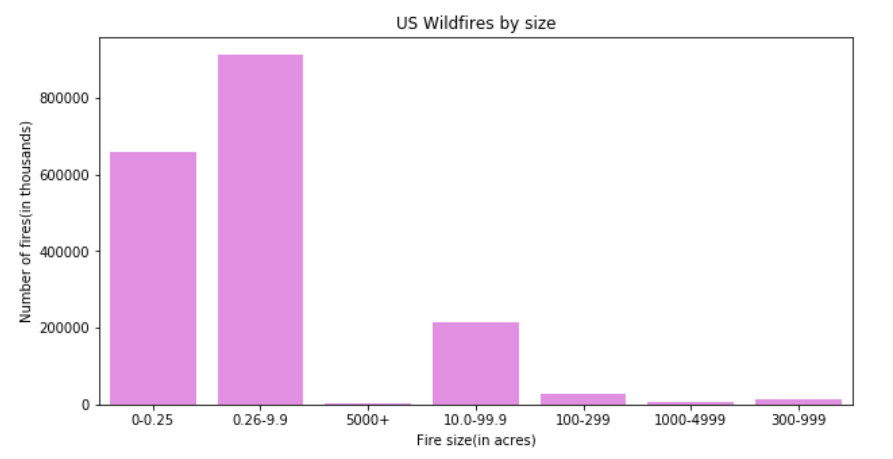 US Wildfires by size
Number of fires(in thousands)
800000
600000
400000
200000
0
0-0.25 0.26-9.9 5000+ 10.0-99.9 100-299 1000-4999 300-999
Fire size(in acres)